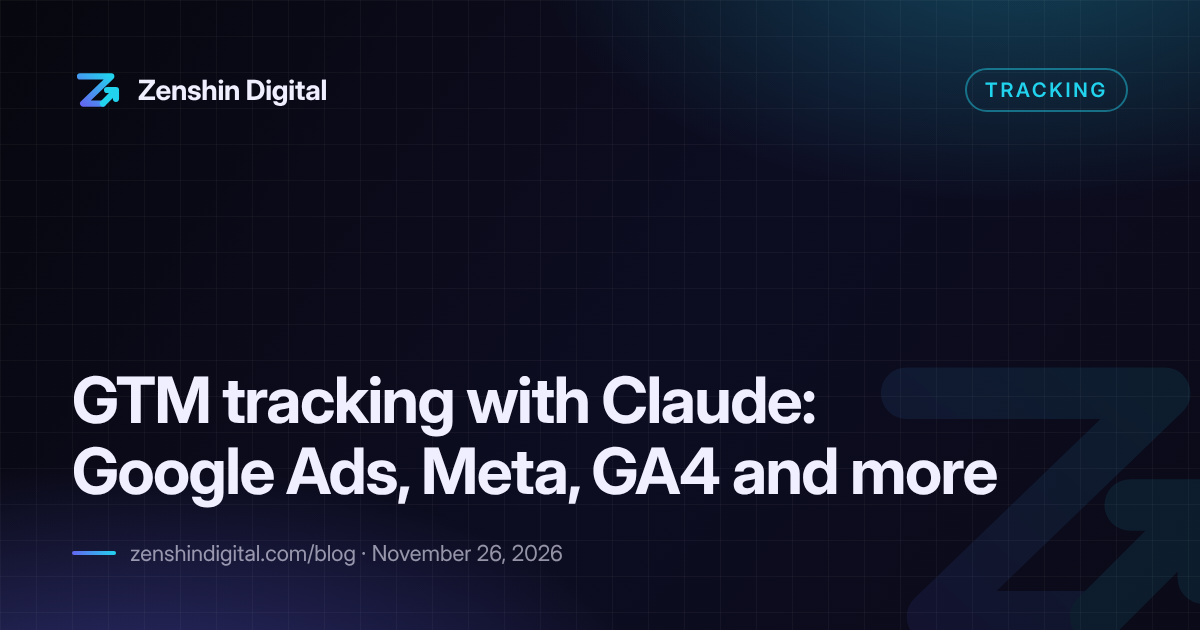 Zenshin Digital
TRACKING
GTM tracking with Claude:
Google Ads, Meta, GA4 and more
zenshindigital.com/blog · November 26, 2026